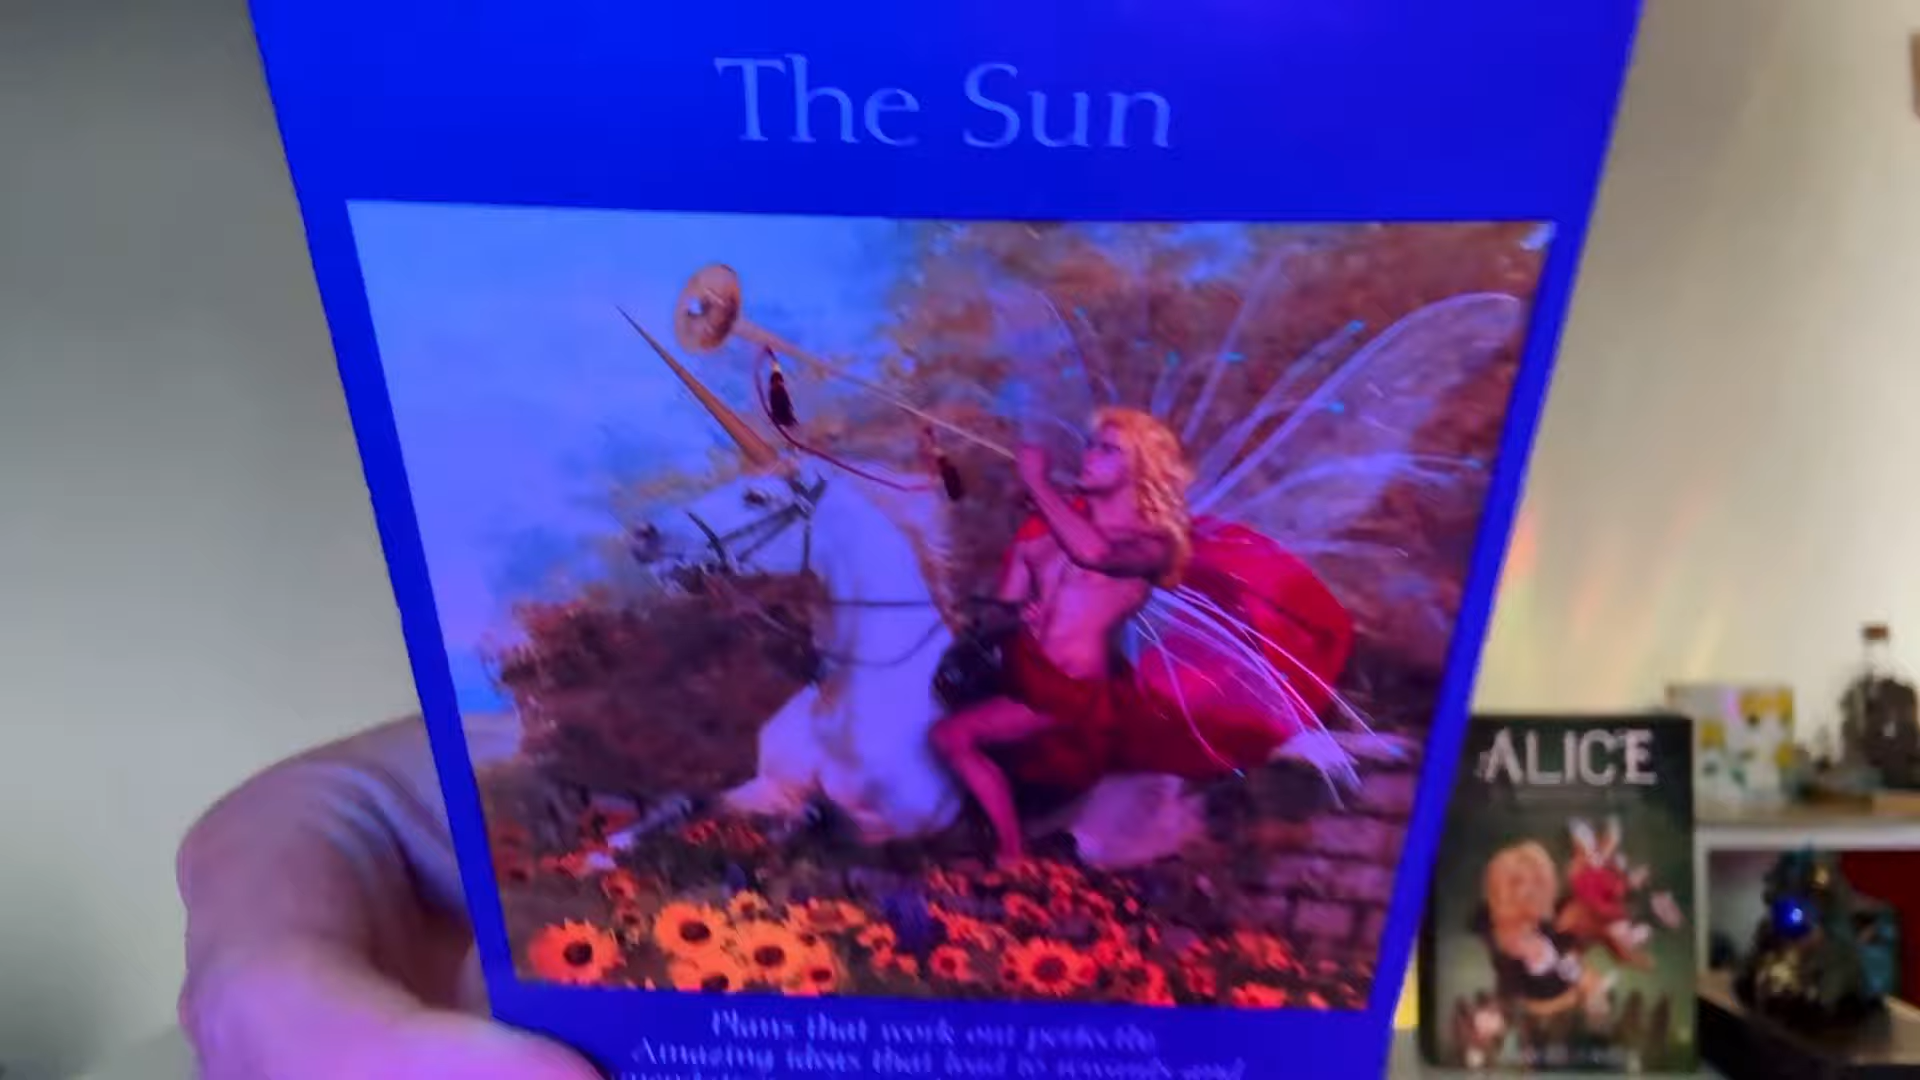 The Sun
Plans that work out perfectly.
Amazing ideas that lead to rewards and
ALICE